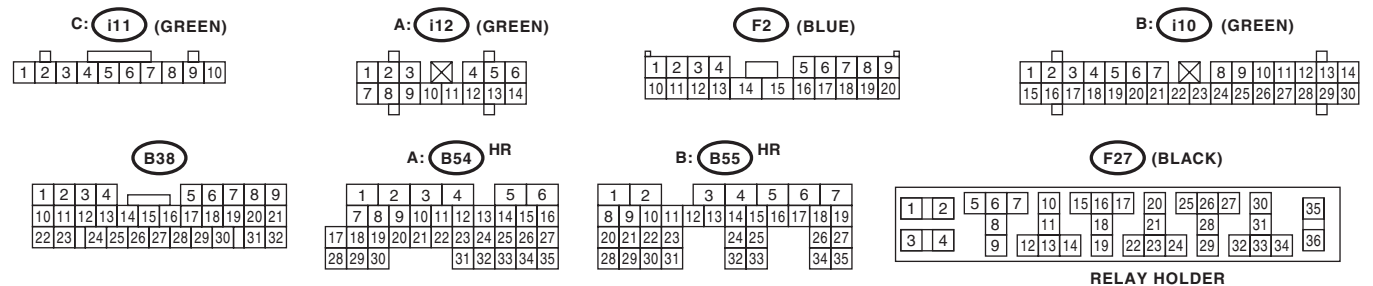 C: i11 (GREEN)
1 2 3 4 5 6 7 8 9 10
A: i12 (GREEN)
1 2 3 4 5 6
7 8 9 10 11 12 13 14
F2 (BLUE)
1 2 3 4 5 6 7 8 9
10 11 12 13 14 15 16 17 18 19 20
B: i10 (GREEN)
1 2 3 4 5 6 7 8 9 10 11 12 13 14
15 16 17 18 19 20 21 22 23 24 25 26 27 28 29 30
B38
1 2 3 4 5 6 7 8 9
10 11 12 13 14 15 16 17 18 19 20 21
22 23 24 25 26 27 28 29 30 31 32
A: B54 HR
1 2 3 4 5 6
7 8 9 10 11 12 13 14 15 16
17 18 19 20 21 22 23 24 25 26 27
28 29 30 31 32 33 34 35
B: B55 HR
1 2 3 4 5 6 7
8 9 10 11 12 13 14 15 16 17 18 19
20 21 22 23 24 25 26 27
28 29 30 31 32 33 34 35
F27 (BLACK)
1 2 5 6 7 10 15 16 17 20 25 26 27 30 35
8 11 18 21 28 31
3 4 9 12 13 14 19 22 23 24 29 32 33 34 36
RELAY HOLDER